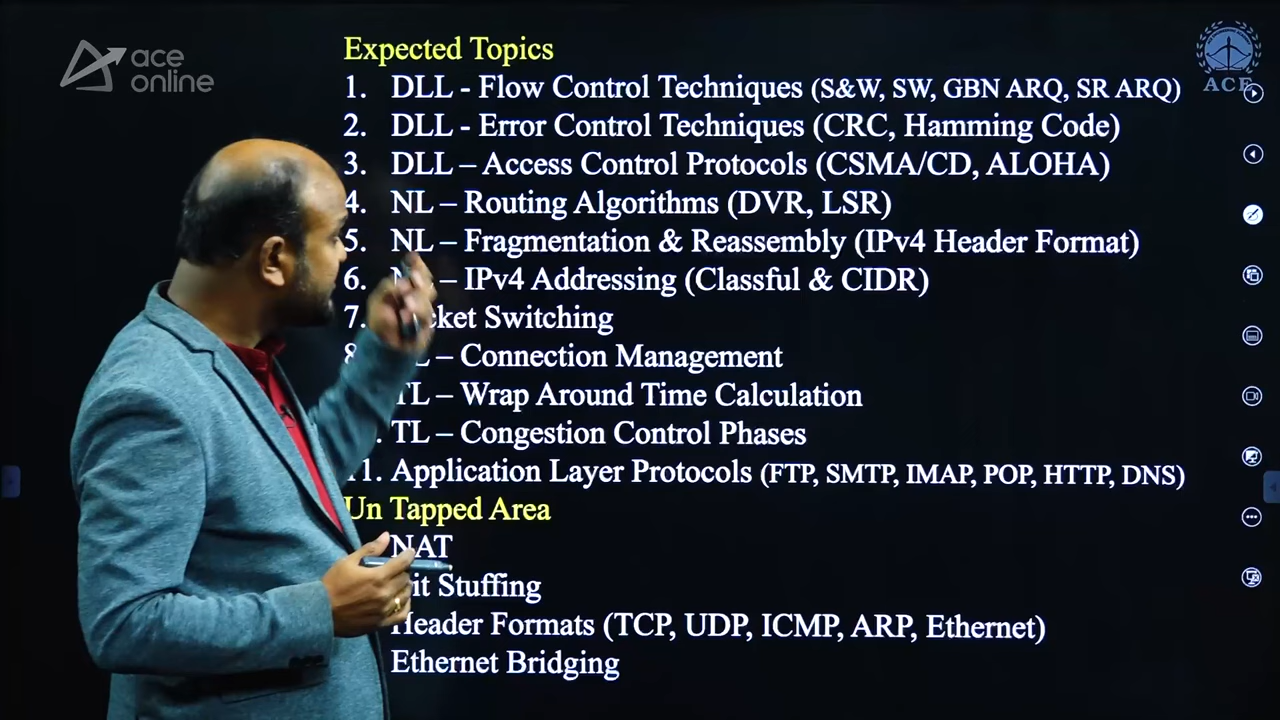 ace
online
ACE
Expected Topics
1. DLL - Flow Control Techniques (S&W, SW, GBN ARQ, SR ARQ)
2. DLL - Error Control Techniques (CRC, Hamming Code)
3. DLL – Access Control Protocols (CSMA/CD, ALOHA)
4. NL – Routing Algorithms (DVR, LSR)
5. NL – Fragmentation & Reassembly (IPv4 Header Format)
6. – IPv4 Addressing (Classful & CIDR)
7. Switching
– Connection Management
TL – Wrap Around Time Calculation
TL – Congestion Control Phases
11. Application Layer Protocols (FTP, SMTP, IMAP, POP, HTTP, DNS)
Un Tapped Area
NAT
Stuffing
Header Formats (TCP, UDP, ICMP, ARP, Ethernet)
Ethernet Bridging